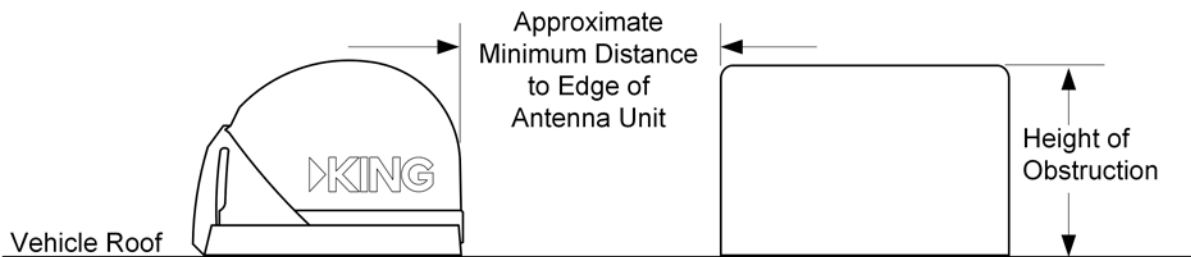 Approximate
Minimum Distance
to Edge of
Antenna Unit
KING
Height of
Obstruction
Vehicle Roof